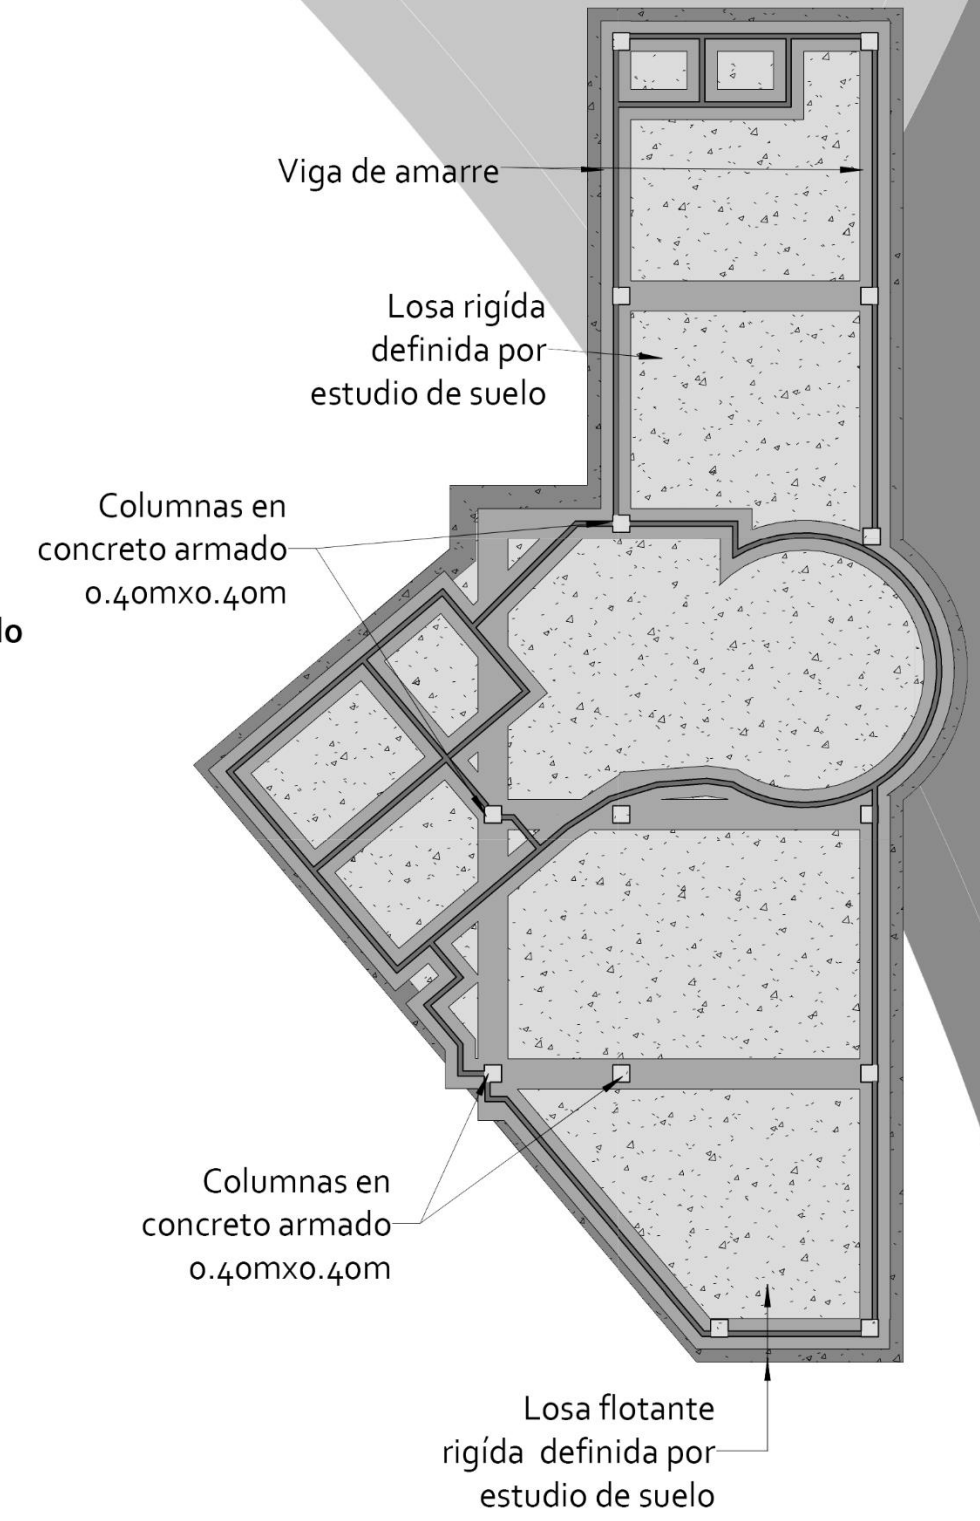 Viga de amarre
Losa rigída
definida por
estudio de suelo
Columnas en
concreto armado
0.40mx0.40m
lo
Columnas en
concreto armado
0.40mx0.40m
Losa flotante
rigída definida por
estudio de suelo